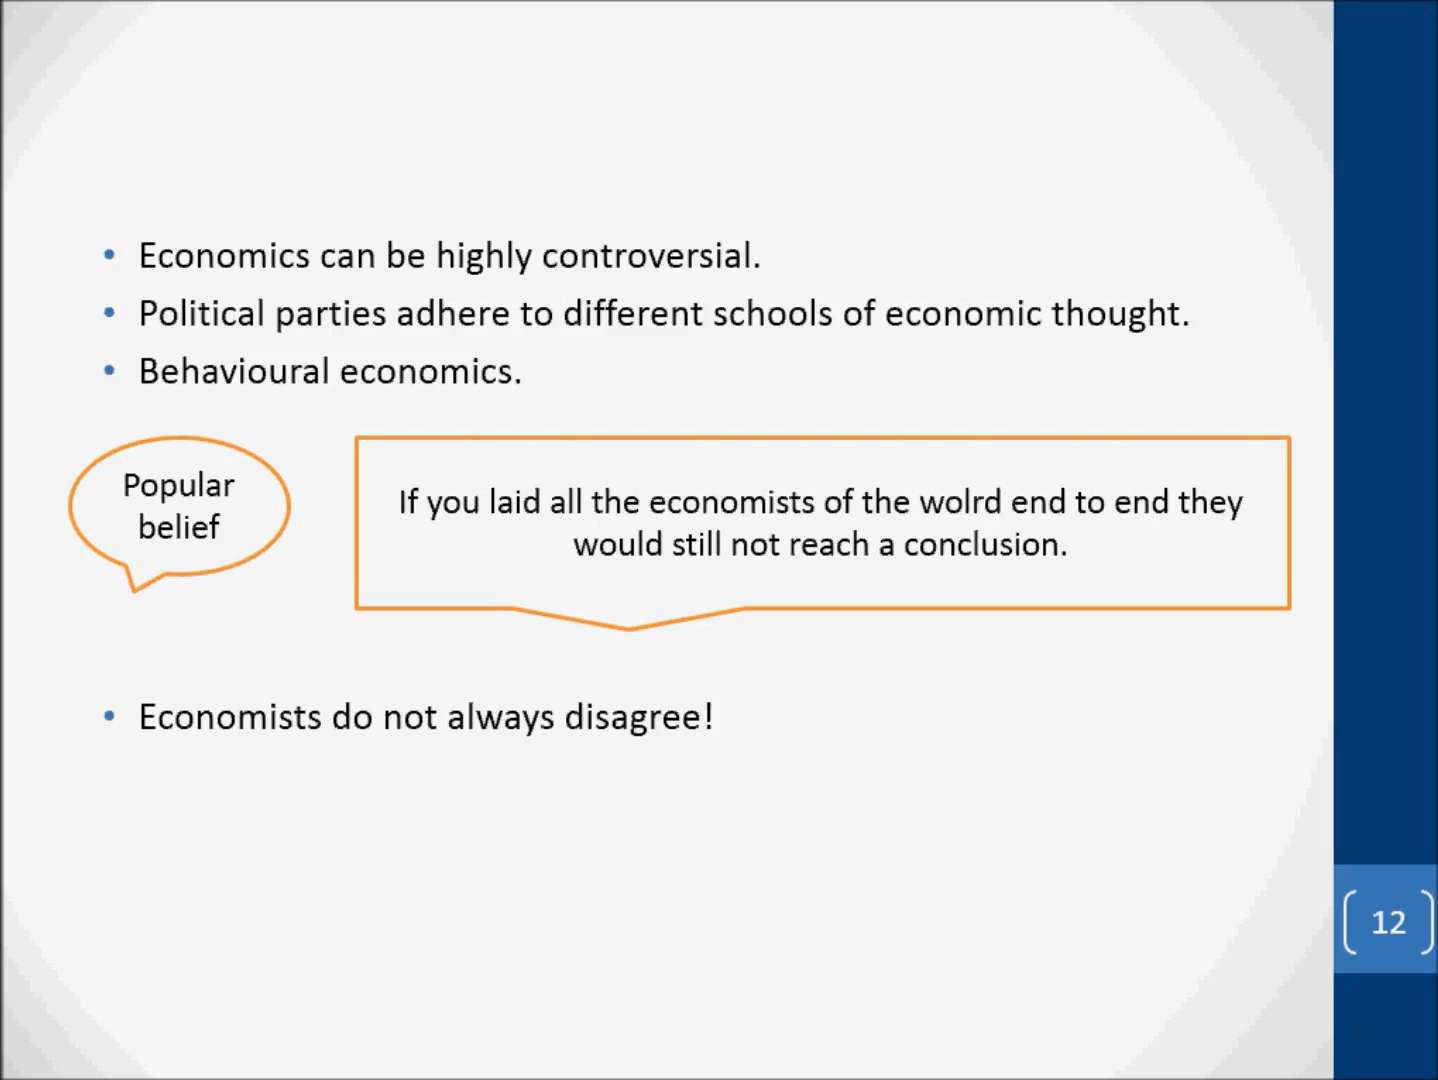 • Economics can be highly controversial.
• Political parties adhere to different schools of economic thought.
• Behavioural economics.
Popular
belief
If you laid all the economists of the wolrd end to end they
would still not reach a conclusion.
• Economists do not always disagree!
12